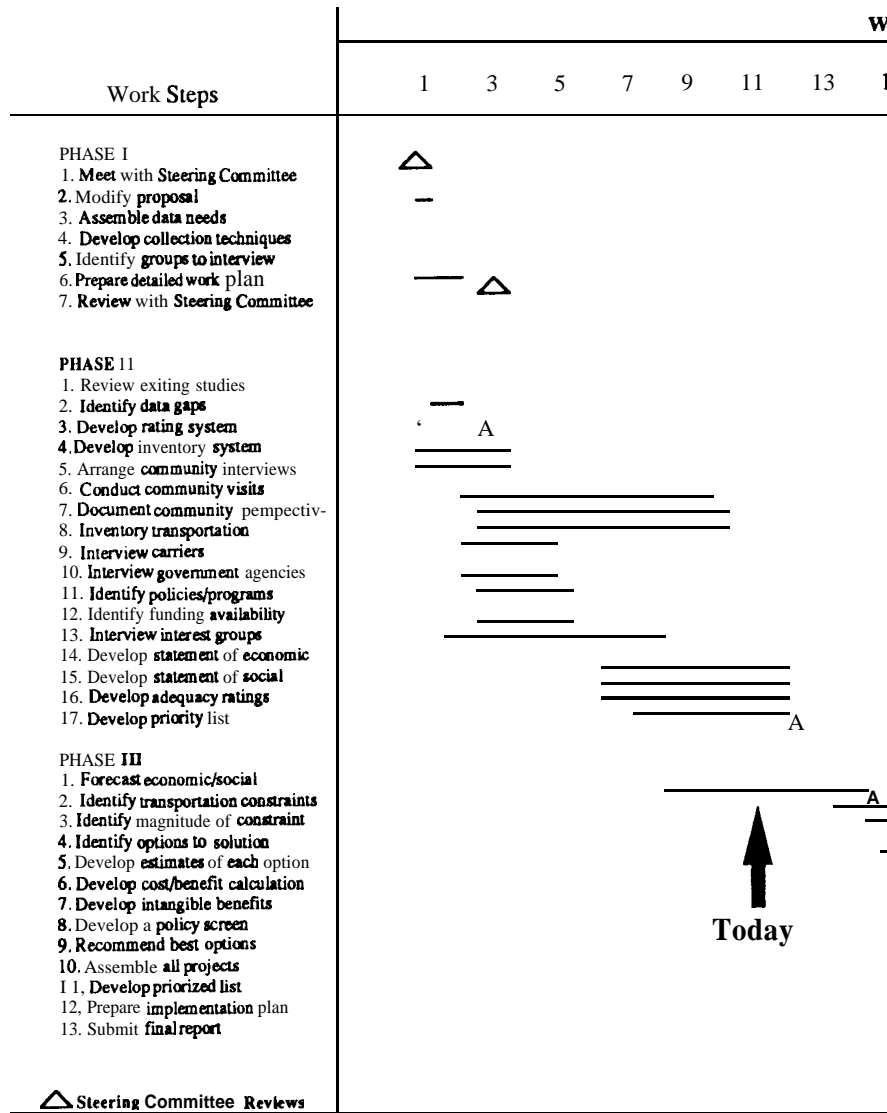 W
Work Steps 1 3 5 7 9 11 13 1
PHASE I
1. Meet with Steering Committee
2. Modify proposal
3. Assemble data needs
4. Develop collection techniques
5. Identify groups to interview
6. Prepare detailed work plan
7. Review with Steering Committee
PHASE 11
1. Review exiting studies
2. Identify data gaps
3. Develop rating system ‘ A
4. Develop inventory system
5. Arrange community interviews
6. Conduct community visits
7. Document community pempectiv-
8. Inventory transportation
9. Interview carriers
10. Interview government agencies
11. Identify policies/programs
12. Identify funding availability
13. Interview interest groups
14. Develop statement of economic
15. Develop statement of social
16. Develop adequacy ratings
17. Develop priority list A
PHASE III
1. Forecast economic/social
2. Identify transportation constraints A
3. Identify magnitude of constraint
4. Identify options to solution
5. Develop estimates of each option
6. Develop cost/benefit calculation
7. Develop intangible benefits
8. Develop a policy screen
9. Recommend best options
Today
10. Assemble all projects
I 1, Develop priorized list
12, Prepare implementation plan
13. Submit final report
Steering Committee Reviews